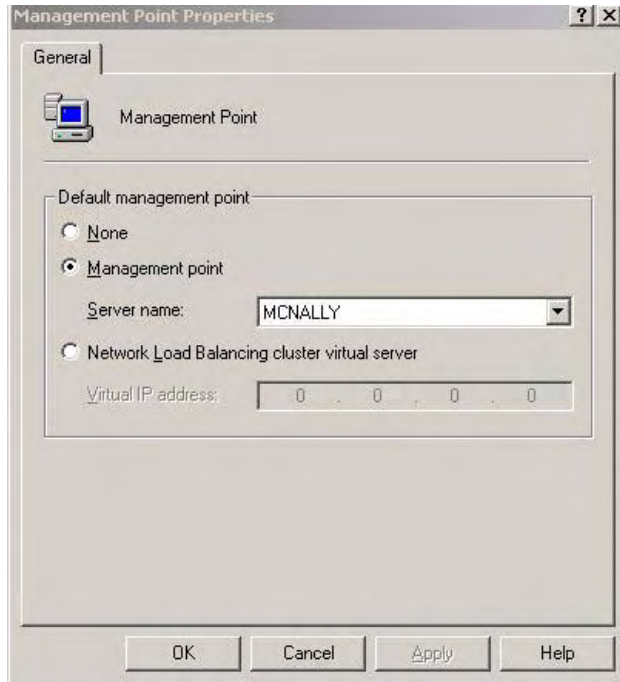 Management Point Properties
General
Management Point
Default management point
None
Management point
Server name: MCNALLY
Network Load Balancing cluster virtual server
Virtual IP address: 0 . 0 . 0 . 0
OK Cancel Apply Help